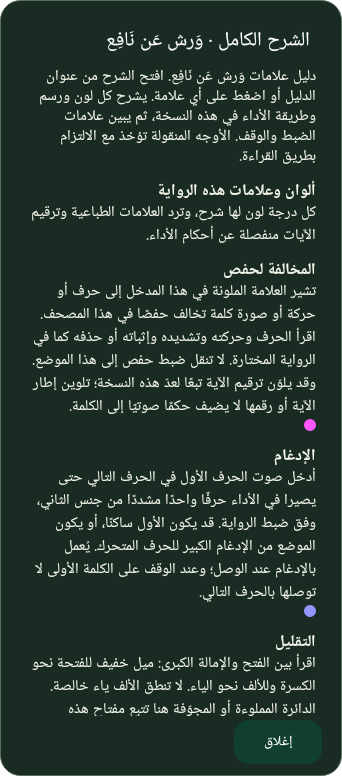 الشرح الكامل · وَرش عَن نَافِع
دليل علامات وَرش عَن نَافِع. افتح الشرح من عنوان
الدليل أو اضغط على أي علامة. يشرح كل لون ورسم
وطريقة الأداء في هذه النسخة، ثم يبين علامات
الضبط والوقف. الأوجه المنقولة تؤخذ مع الالتزام
بطريق القراءة.
ألوان وعلامات هذه الرواية
كل درجة لون لها شرح، وترد العلامات الطباعية وترقيم
الآيات منفصلة عن أحكام الأداء.
المخالفة لحفص
تشير العلامة الملونة في هذا المدخل إلى حرف أو
حركة أو صورة كلمة تخالف حفصًا في هذا المصحف.
اقرأ الحرف وحركته وتشديده وإثباته أو حذفه كما في
الرواية المختارة. لا تنقل ضبط حفص إلى هذا الموضع.
وقد يلوّن ترقيم الآية تبعًا لعدّ هذه النسخة؛ تلوين إطار
الآية أو رقمها لا يضيف حكمًا صوتيًا إلى الكلمة.
الإدغام
أدخل صوت الحرف الأول في الحرف التالي حتى
يصيرا في الأداء حرفًا واحدًا مشددًا من جنس الثاني،
وفق ضبط الرواية. قد يكون الأول ساكنًا، أو يكون
الموضع من الإدغام الكبير للحرف المتحرك. يُعمل
بالإدغام عند الوصل؛ وعند الوقف على الكلمة الأولى لا
توصلها بالحرف التالي.
التقليل
اقرأ بين الفتح والإمالة الكبرى: ميل خفيف للفتحة نحو
الكسرة وللألف نحو الياء. لا تنطق الألف ياء خالصة.
الدائرة المملوءة أو المجوّفة هنا تتبع مفتاح هذه
إغلاق